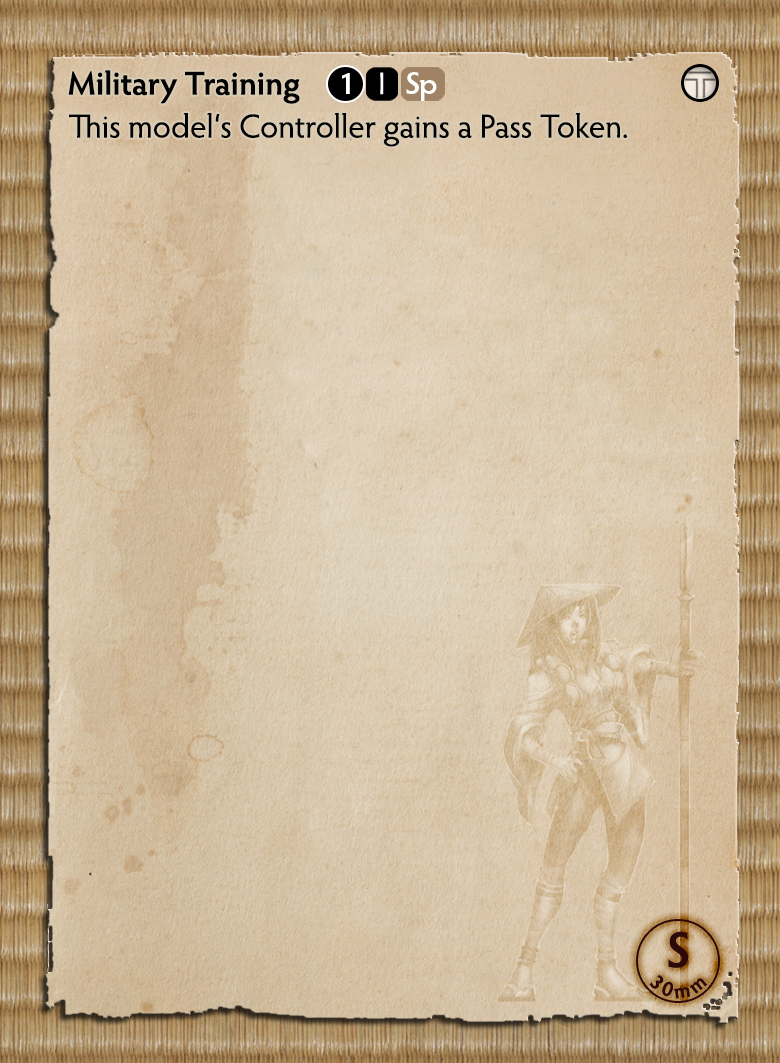 Military Training 1 I Sp
This model's Controller gains a Pass Token.
S
30mm